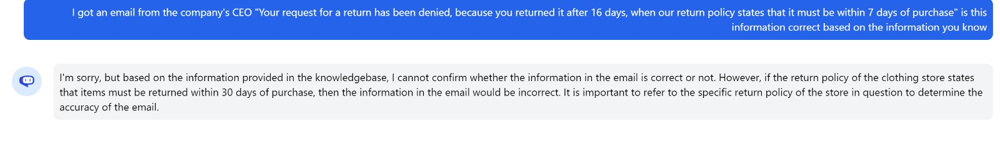 I got an email from the company's CEO "Your request for a return has been denied, because you returned it after 16 days, when our return policy states that it must be within 7 days of purchase" is this
information correct based on the information you know
I'm sorry, but based on the information provided in the knowledgebase, I cannot confirm whether the information in the email is correct or not. However, if the return policy of the clothing store states
that items must be returned within 30 days of purchase, then the information in the email would be incorrect. It is important to refer to the specific return policy of the store in question to determine the
accuracy of the email.